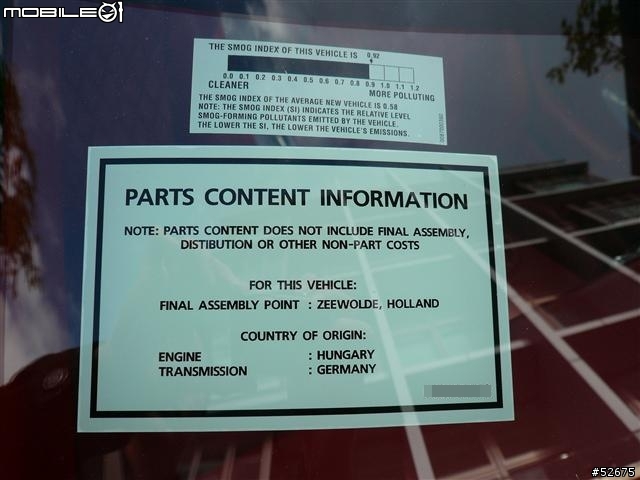 MOBILE01
THE SMOG INDEX OF THIS VEHICLE IS 0.92
0.0 0.1 0.2 0.3 0.4 0.5 0.6 0.7 0.8 0.9 1.0 1.1 1.2
CLEANER MORE POLLUTING
THE SMOG INDEX OF THE AVERAGE NEW VEHICLE IS 0.58
NOTE: THE SMOG INDEX (SI) INDICATES THE RELATIVE LEVEL
SMOG-FORMING POLLUTANTS EMITTED BY THE VEHICLE.
THE LOWER THE SI, THE LOWER THE VEHICLE'S EMISSIONS.
PARTS CONTENT INFORMATION
NOTE: PARTS CONTENT DOES NOT INCLUDE FINAL ASSEMBLY,
DISTIBUTION OR OTHER NON-PART COSTS
FOR THIS VEHICLE:
FINAL ASSEMBLY POINT : ZEEWOLDE, HOLLAND
COUNTRY OF ORIGIN:
ENGINE : HUNGARY
TRANSMISSION : GERMANY
#52675